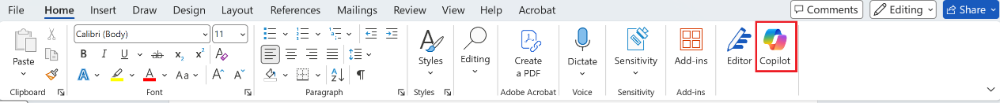 File Home Insert Draw Design Layout References Mailings Review View Help Acrobat Comments Editing Share
Calibri (Body) 11
Paste
B I U ab x₂ x²
A A Aa A A
A Z
Styles
Editing
Create
a PDF
Dictate
Sensitivity
Add-ins
Editor
Copilot
Clipboard Font Paragraph Styles Adobe Acrobat Voice Sensitivity Add-ins